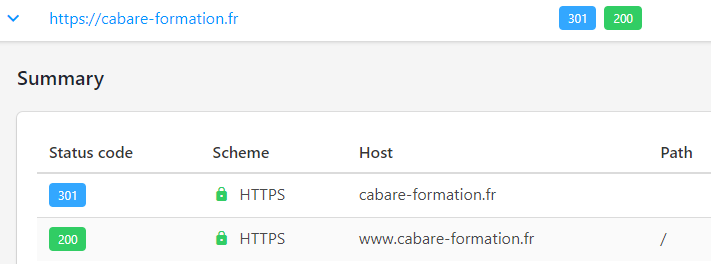 https://cabare-formation.fr 301 200
Summary
Status code Scheme Host Path
301 HTTPS cabare-formation.fr
200 HTTPS www.cabare-formation.fr /